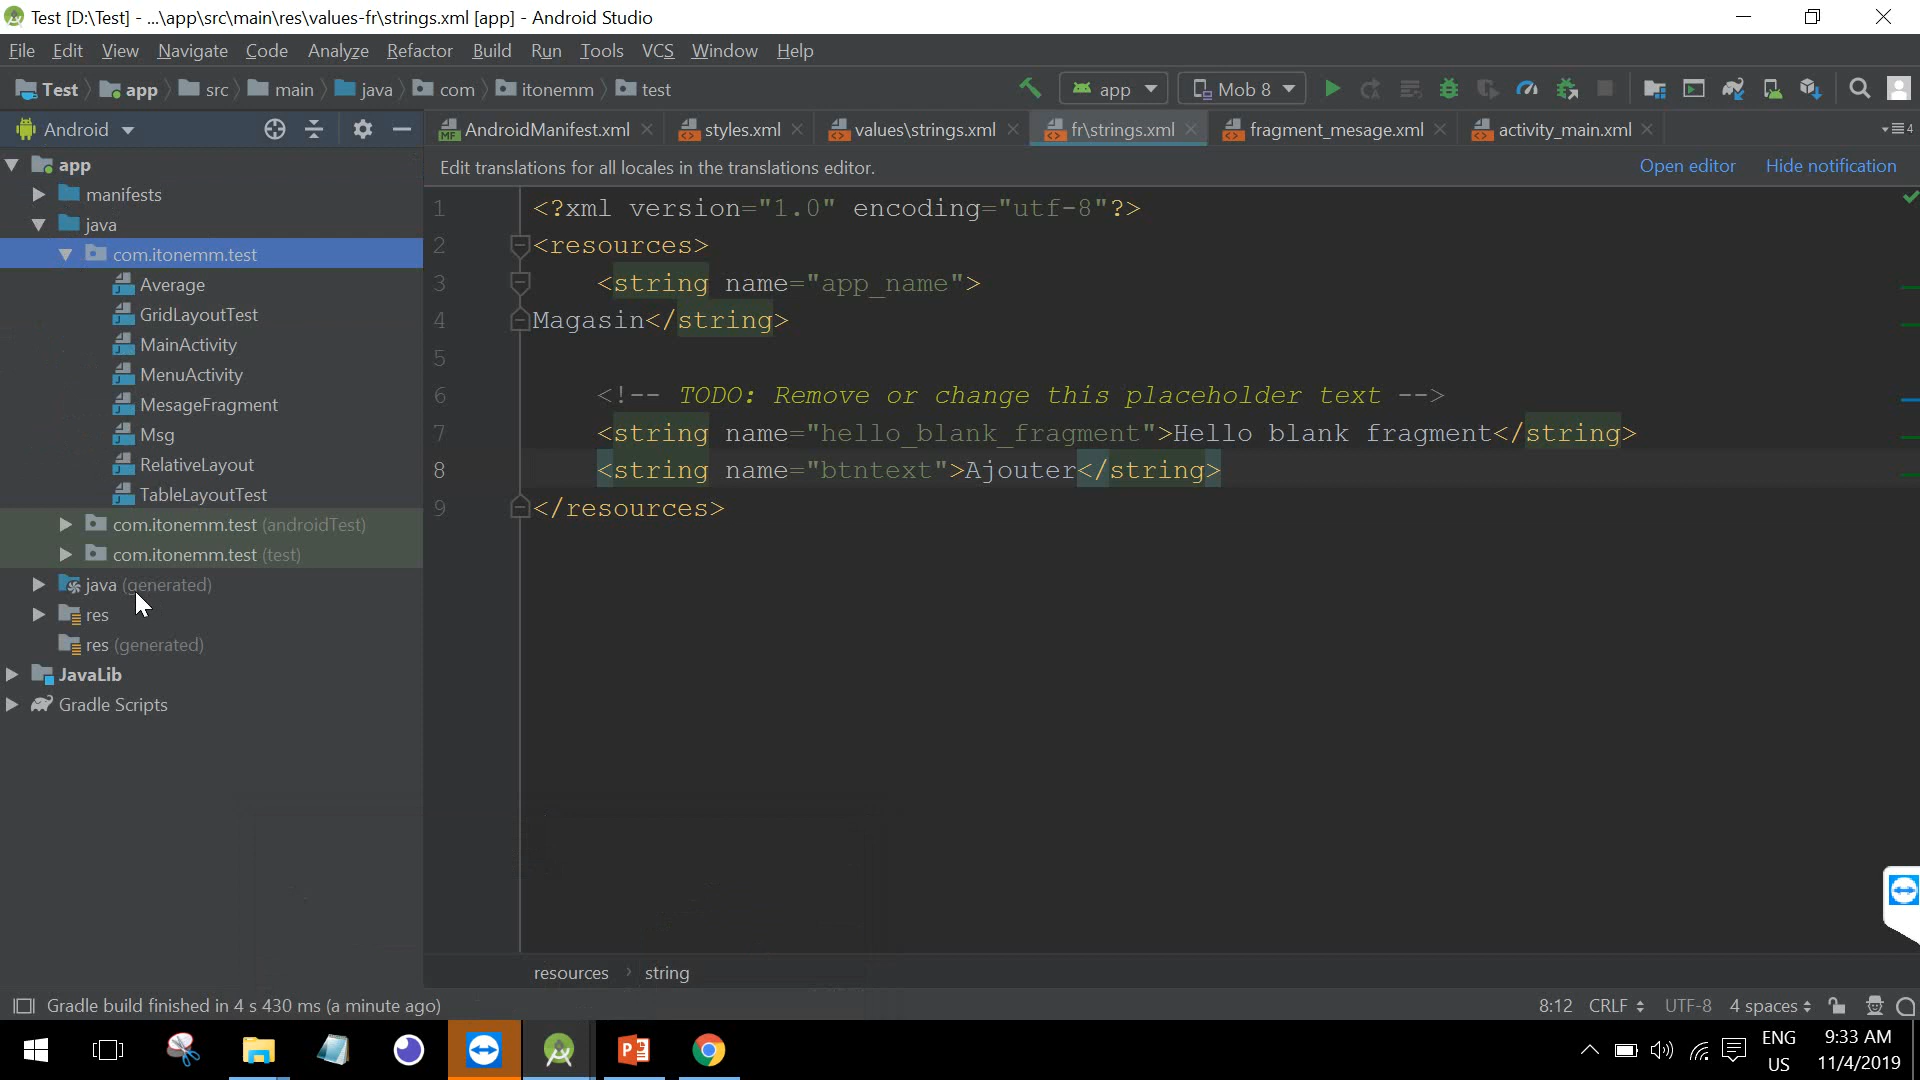 Test [D:\Test] - ...\app\src\main\res\values-fr\strings.xml [app] - Android Studio
File Edit View Navigate Code Analyze Refactor Build Run Tools VCS Window Help
Test app src main java com itonemm test app Mob 8
Android AndroidManifest.xml styles.xml values\strings.xml fr\strings.xml fragment_mesage.xml activity_main.xml 4
Edit translations for all locales in the translations editor. Open editor Hide notification
app
manifests
java
com.itonemm.test
Average
GridLayoutTest
MainActivity
MenuActivity
MesageFragment
Msg
RelativeLayout
TableLayoutTest
com.itonemm.test (androidTest)
com.itonemm.test (test)
java (generated)
res
res (generated)
JavaLib
Gradle Scripts
1 <?xml version="1.0" encoding="utf-8"?>
2 <resources>
3 <string name="app_name">
4 Magasin</string>
5
6 <!-- TODO: Remove or change this placeholder text -->
7 <string name="hello_blank_fragment">Hello blank fragment</string>
8 <string name="btntext">Ajouter</string>
9 </resources>
resources string
Gradle build finished in 4 s 430 ms (a minute ago) 8:12 CRLF UTF-8 4 spaces
ENG 9:33 AM
US 11/4/2019